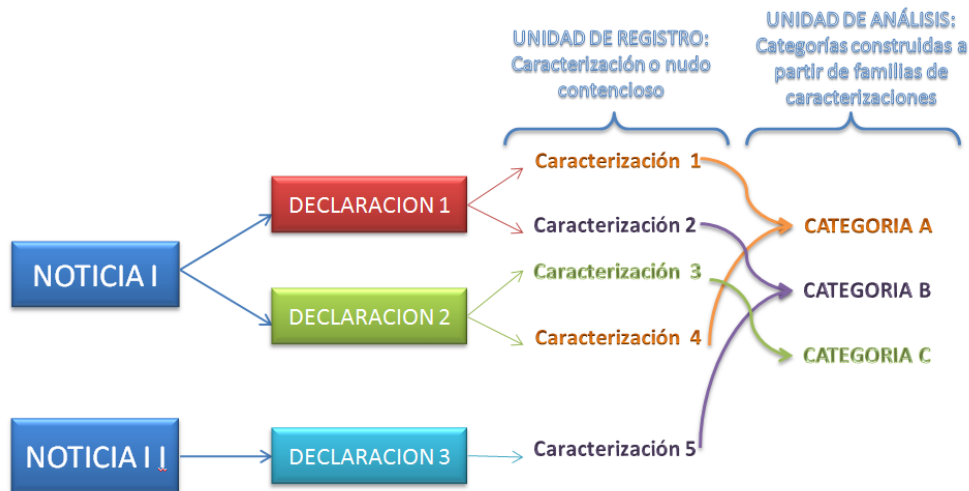 UNIDAD DE REGISTRO:
Caracterización o nudo
contencioso
UNIDAD DE ANÁLISIS:
Categorías construidas a
partir de familias de
caracterizaciones
NOTICIA I
DECLARACION 1
DECLARACION 2
Caracterización 1
Caracterización 2
Caracterización 3
Caracterización 4
CATEGORIA A
CATEGORIA B
CATEGORIA C
NOTICIA I I
DECLARACION 3
Caracterización 5